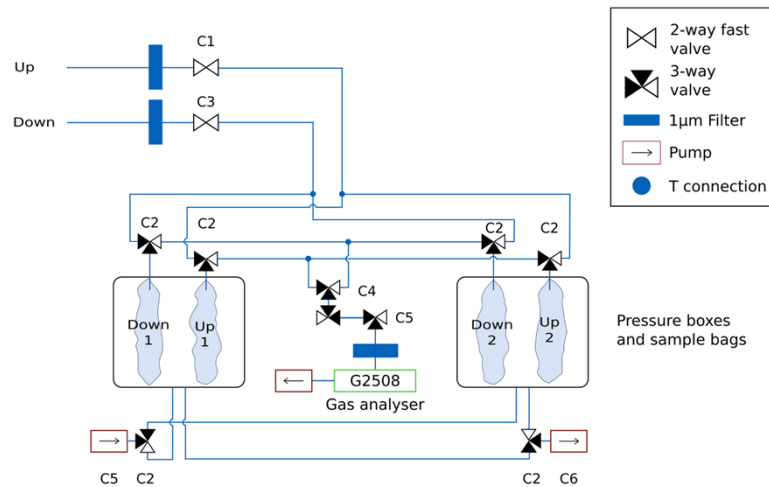 C1
Up
C3
Down
2-way fast
valve
3-way
valve
1μm Filter
Pump
T connection
C2
C2
C2
C2
C4
C5
Down
1
Up
1
Down
2
Up
2
Pressure boxes
and sample bags
G2508
Gas analyser
C5
C2
C2
C6